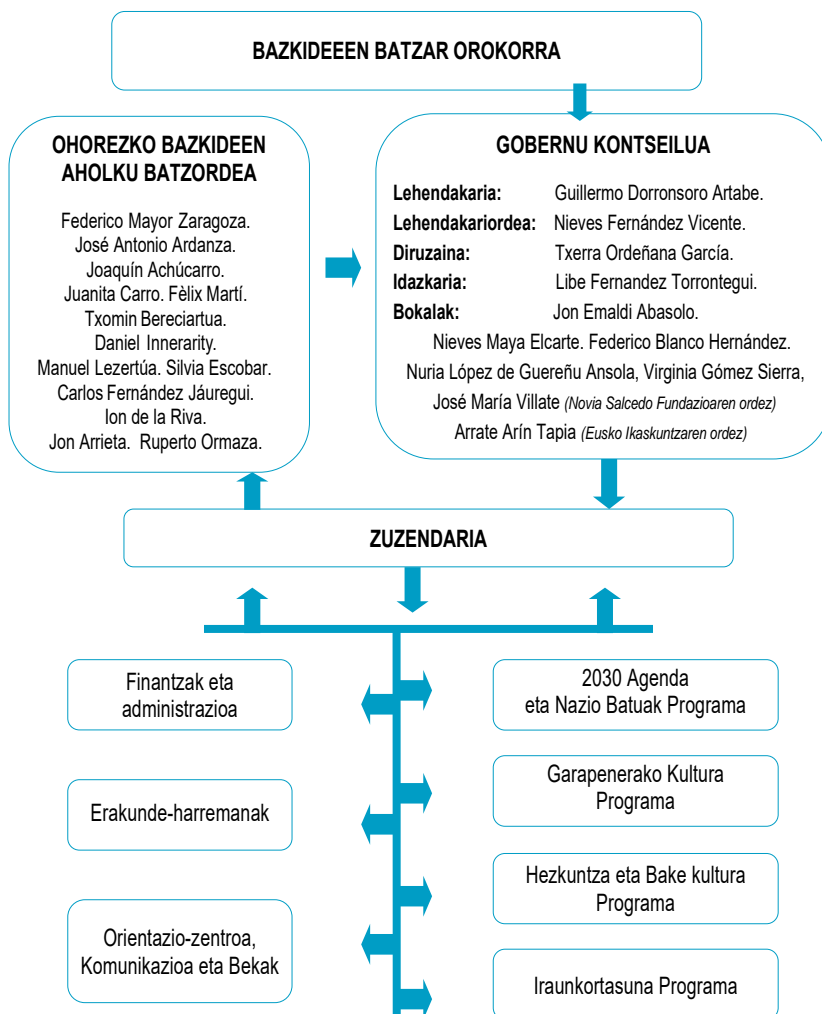 BAZKIDEEEN BATZAR OROKORRA
OHOREZKO BAZKIDEEN
AHOLKU BATZORDEA
Federico Mayor Zaragoza.
José Antonio Ardanza.
Joaquín Achúcarro.
Juanita Carro. Fèlix Martí.
Txomin Bereciartua.
Daniel Innerarity.
Manuel Lezertúa. Silvia Escobar.
Carlos Fernández Jáuregui.
Ion de la Riva.
Jon Arrieta. Ruperto Ormaza.
GOBERNU KONTSEILUA
Lehendakaria: Guillermo Dorronsoro Artabe.
Lehendakariordea: Nieves Fernández Vicente.
Diruzaina: Txerra Ordeñana García.
Idazkaria: Libe Fernandez Torrontegui.
Bokalak: Jon Emaldi Abasolo.
Nieves Maya Elcarte. Federico Blanco Hernández.
Nuria López de Guereñu Ansola, Virginia Gómez Sierra,
José María Villate (Novia Salcedo Fundazioaren ordez)
Arrate Arín Tapia (Eusko Ikaskuntzaren ordez)
ZUZENDARIA
Finantzak eta
administrazioa
Erakunde-harremanak
Orientazio-zentroa,
Komunikazioa eta Bekak
2030 Agenda
eta Nazio Batuak Programa
Garapenerako Kultura
Programa
Hezkuntza eta Bake kultura
Programa
Iraunkortasuna Programa